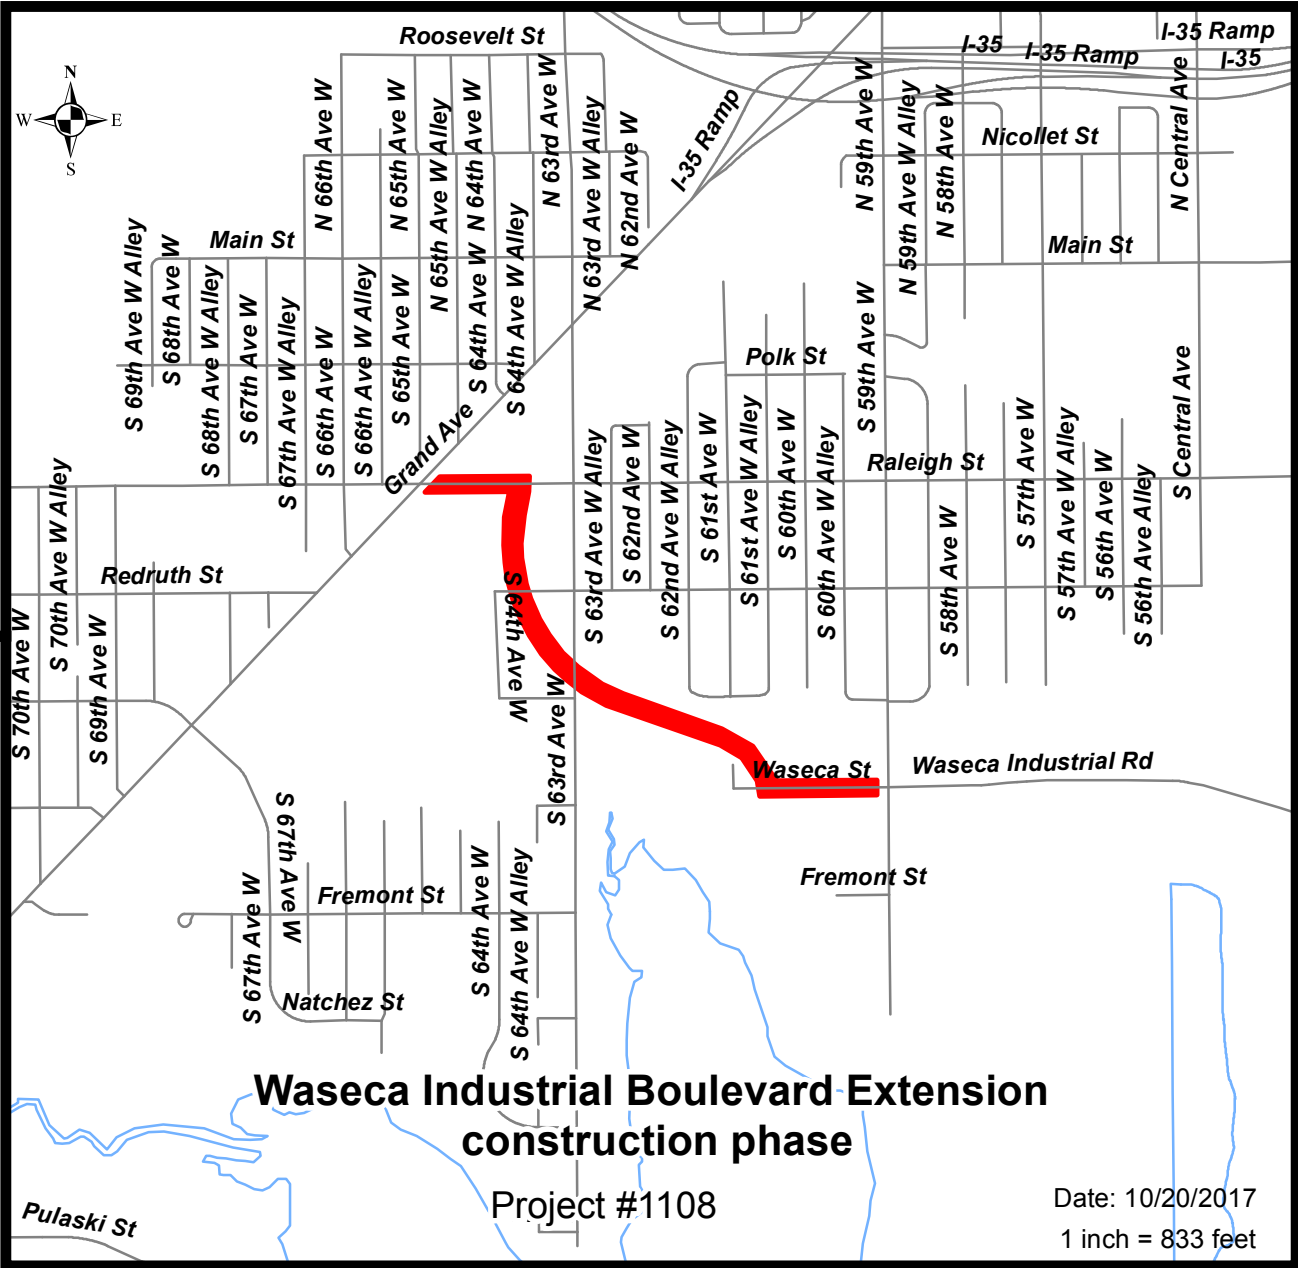 Roosevelt St
I-35 Ramp
I-35
I-35 Ramp
I-35
N
W
E
S
I-35 Ramp
N 66th Ave W
N 65th Ave W
N 65th Ave W Alley
N 64th Ave W
N 63rd Ave W
N 63rd Ave W Alley
N 62nd Ave W
N 59th Ave W
N 59th Ave W Alley
N 58th Ave W
Nicollet St
N Central Ave
Main St
Main St
S 69th Ave W Alley
S 68th Ave W
S 68th Ave W Alley
S 67th Ave W
S 67th Ave W Alley
S 66th Ave W
S 66th Ave W Alley
S 65th Ave W
S 64th Ave W
S 64th Ave W Alley
S 59th Ave W
Polk St
S Central Ave
Grand Ave
S 63rd Ave W Alley
S 62nd Ave W
S 62nd Ave W Alley
S 61st Ave W
S 61st Ave W Alley
S 60th Ave W
S 60th Ave W Alley
Raleigh St
S 58th Ave W
S 57th Ave W
S 57th Ave W Alley
S 56th Ave W
S 56th Ave Alley
Redruth St
S 70th Ave W
S 70th Ave W Alley
S 69th Ave W
S 64th Ave W
S 63rd Ave W
Waseca St
Waseca Industrial Rd
S 67th Ave W
S 67th Ave W
Fremont St
S 64th Ave W
S 64th Ave W Alley
Fremont St
Natchez St
Waseca Industrial Boulevard Extension
construction phase
Project #1108
Pulaski St
Date: 10/20/2017
1 inch = 833 feet